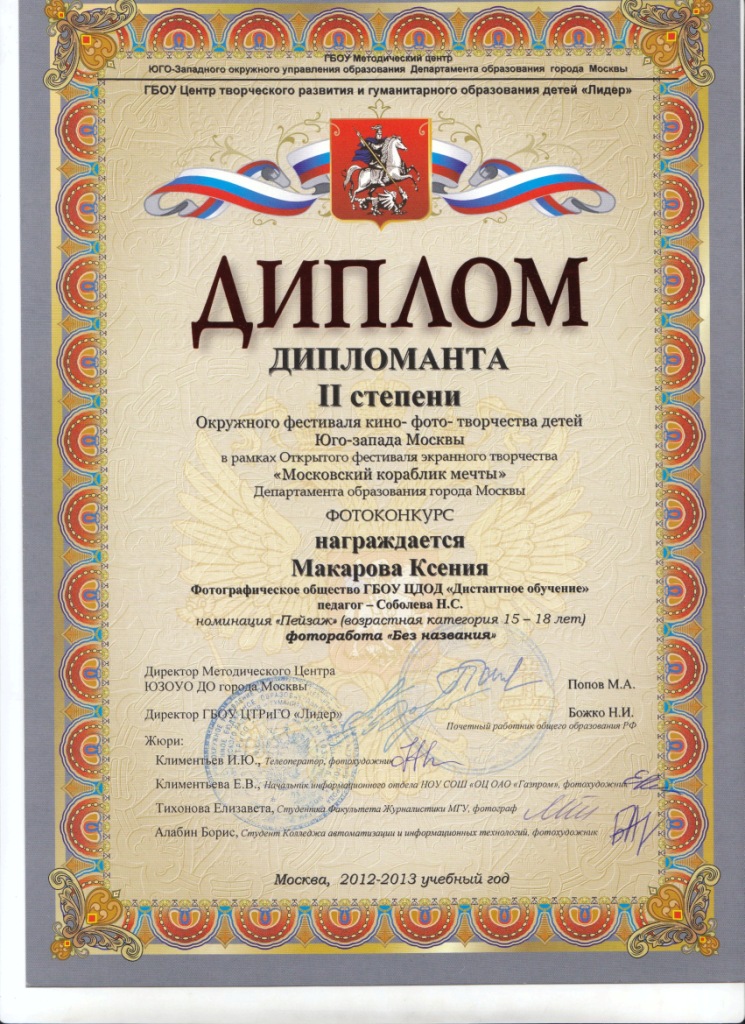 ГБОУ Методический центр
ЮГО-Западного окружного управления образования Департамента образования города Москвы
ГБОУ Центр творческого развития и гуманитарного образования детей «Лидер»
ДИПЛОМ
ДИПЛОМАНТА
II степени
Окружного фестиваля кино- фото- творчества детей
Юго-запада Москвы
в рамках Открытого фестиваля экранного творчества
«Московский кораблик мечты»
Департамента образования города Москвы
ФОТОКОНКУРС
награждается
Макарова Ксения
Фотографическое общество ГБОУ ЦДОД «Дистантное обучение»
педагог – Соболева Н.С.
номинация «Пейзаж» (возрастная категория 15 – 18 лет)
фоторабота «Без названия»
Директор Методического Центра
ЮЗОУО ДО города Москвы Попов М.А.
Директор ГБОУ ЦТРиГО «Лидер» Божко Н.И.
Почетный работник общего образования РФ
Жюри:
Климентьев И.Ю., Телеоператор, фотохудожник
Климентьева Е.В., Начальник информационного отдела НОУ СОШ «ОЦ ОАО «Газпром», фотохудожник
Тихонова Елизавета, Студентка Факультета Журналистики МГУ, фотограф
Алабин Борис, Студент Колледжа автоматизации и информационных технологий, фотохудожник
Москва, 2012-2013 учебный год